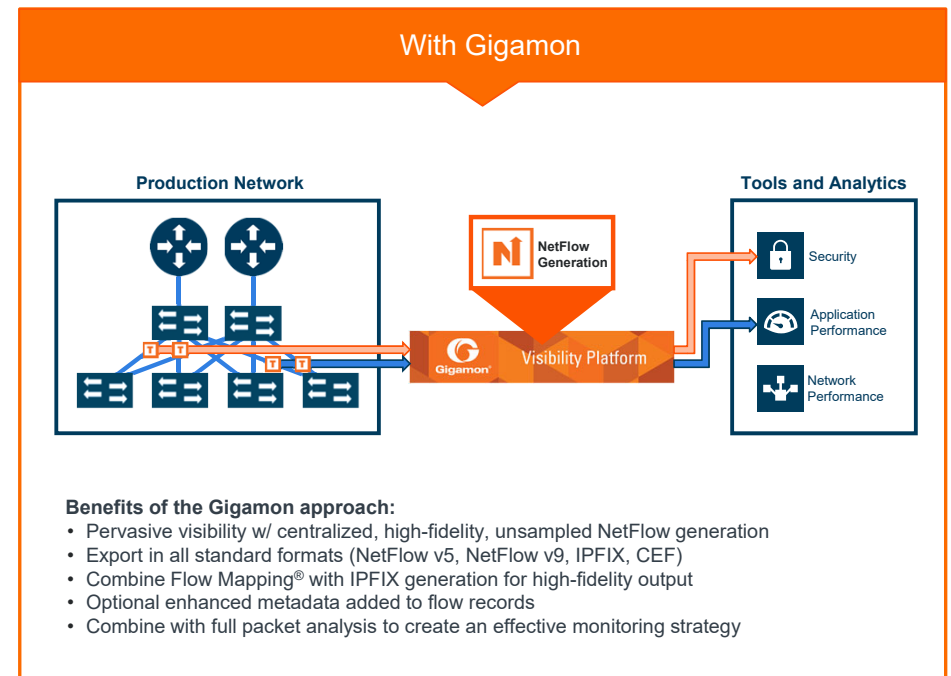 With Gigamon
Production Network
Tools and Analytics
N
NetFlow
Generation
Security
Application
Performance
T T
T T
G
Gigamon®
Visibility Platform
Network
Performance
Benefits of the Gigamon approach:
• Pervasive visibility w/ centralized, high-fidelity, unsampled NetFlow generation
• Export in all standard formats (NetFlow v5, NetFlow v9, IPFIX, CEF)
• Combine Flow Mapping® with IPFIX generation for high-fidelity output
• Optional enhanced metadata added to flow records
• Combine with full packet analysis to create an effective monitoring strategy